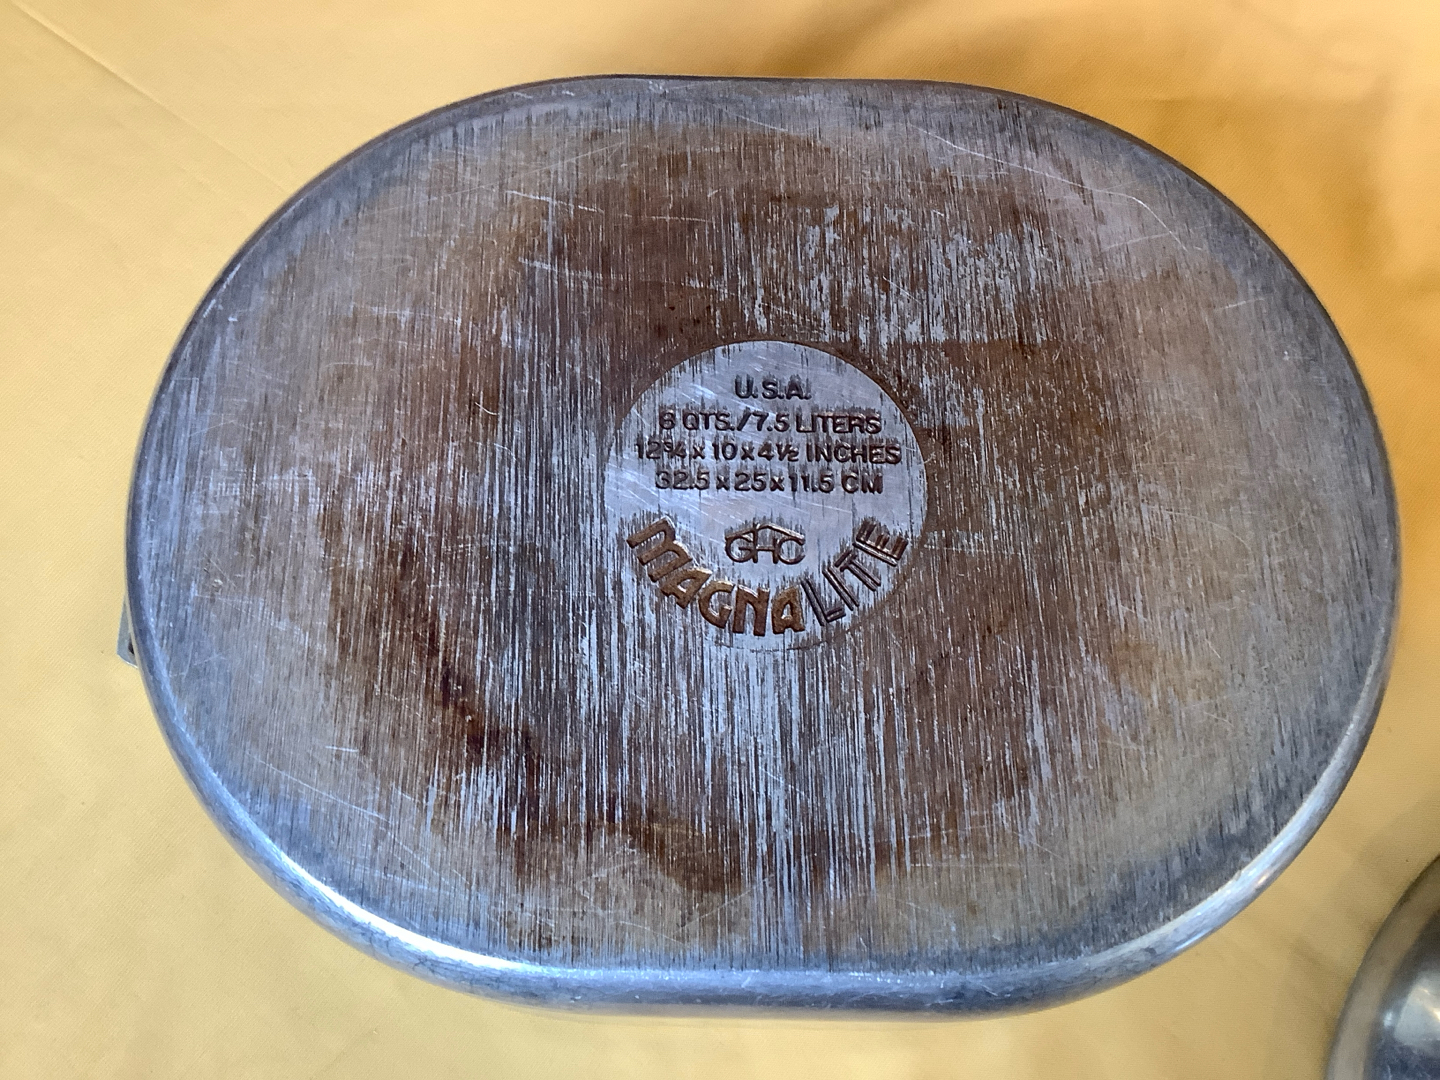 U.S.A.
8 QTS./7.5 LITERS
12¾ x 10 x 4½ INCHES
32.5 x 25 x 11.5 CM
GHC
MAGNALITE